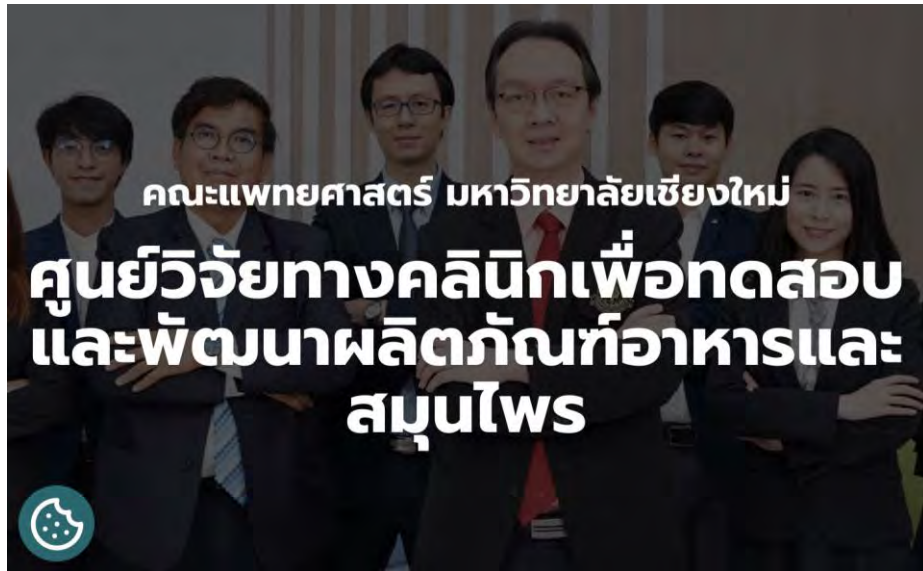 คณะแพทยศาสตร์ มหาวิทยาลัยเชียงใหม่
ศูนย์วิจัยทางคลินิกเพื่อทดสอบ
และพัฒนาผลิตภัณฑ์อาหารและ
สมุนไพร